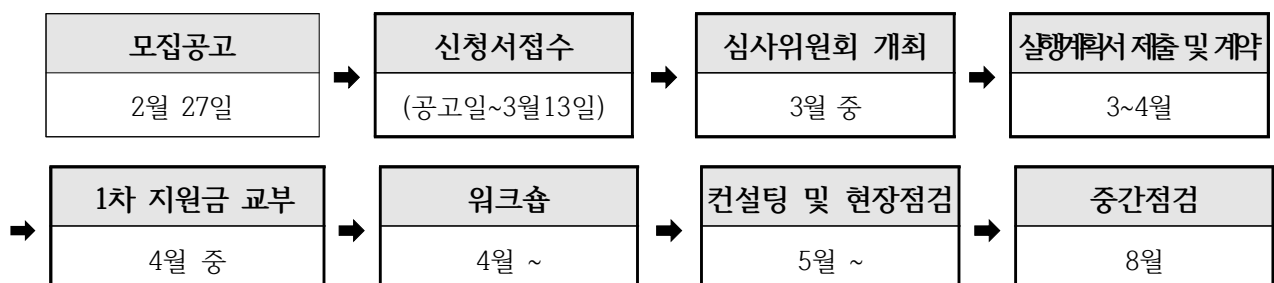 모집공고
신청서접수
심사위원회 개최
실행계획서 제출 및 계약
2월 27일
(공고일~3월13일)
3월 중
3~4월
1차 지원금 교부
워크숍
컨설팅 및 현장점검
중간점검
4월 중
4월 ~
5월 ~
8월